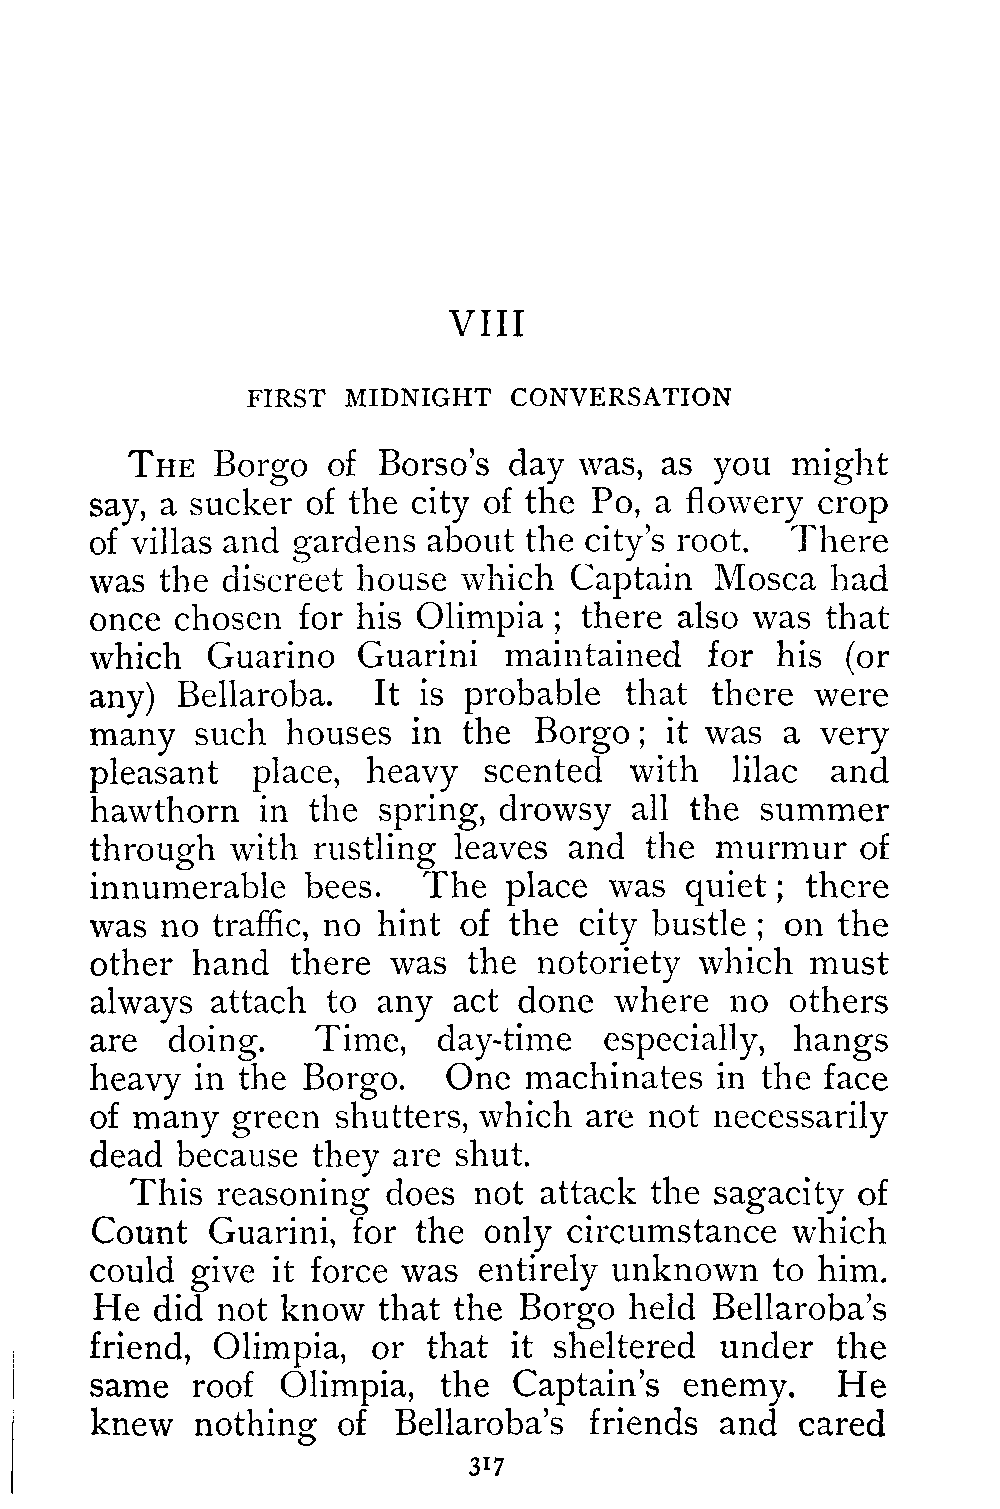 VIII
FIRST MIDNIGHT CONVERSATION
THE Borgo of Borso's day was, as you might
say, a sucker of the city of the Po, a flowery crop
of villas and gardens about the city's root. There
was the discreet house which Captain Mosca had
once chosen for his Olimpia ; there also was that
which Guarino Guarini maintained for his (or
any) Bellaroba. It is probable that there were
many such houses in the Borgo ; it was a very
pleasant place, heavy scented with lilac and
hawthorn in the spring, drowsy all the summer
through with rustling leaves and the murmur of
innumerable bees. The place was quiet ; there
was no traffic, no hint of the city bustle ; on the
other hand there was the notoriety which must
always attach to any act done where no others
are doing. Time, day-time especially, hangs
heavy in the Borgo. One machinates in the face
of many green shutters, which are not necessarily
dead because they are shut.
This reasoning does not attack the sagacity of
Count Guarini, for the only circumstance which
could give it force was entirely unknown to him.
He did not know that the Borgo held Bellaroba's
friend, Olimpia, or that it sheltered under the
same roof Olimpia, the Captain's enemy. He
knew nothing of Bellaroba's friends and cared
317